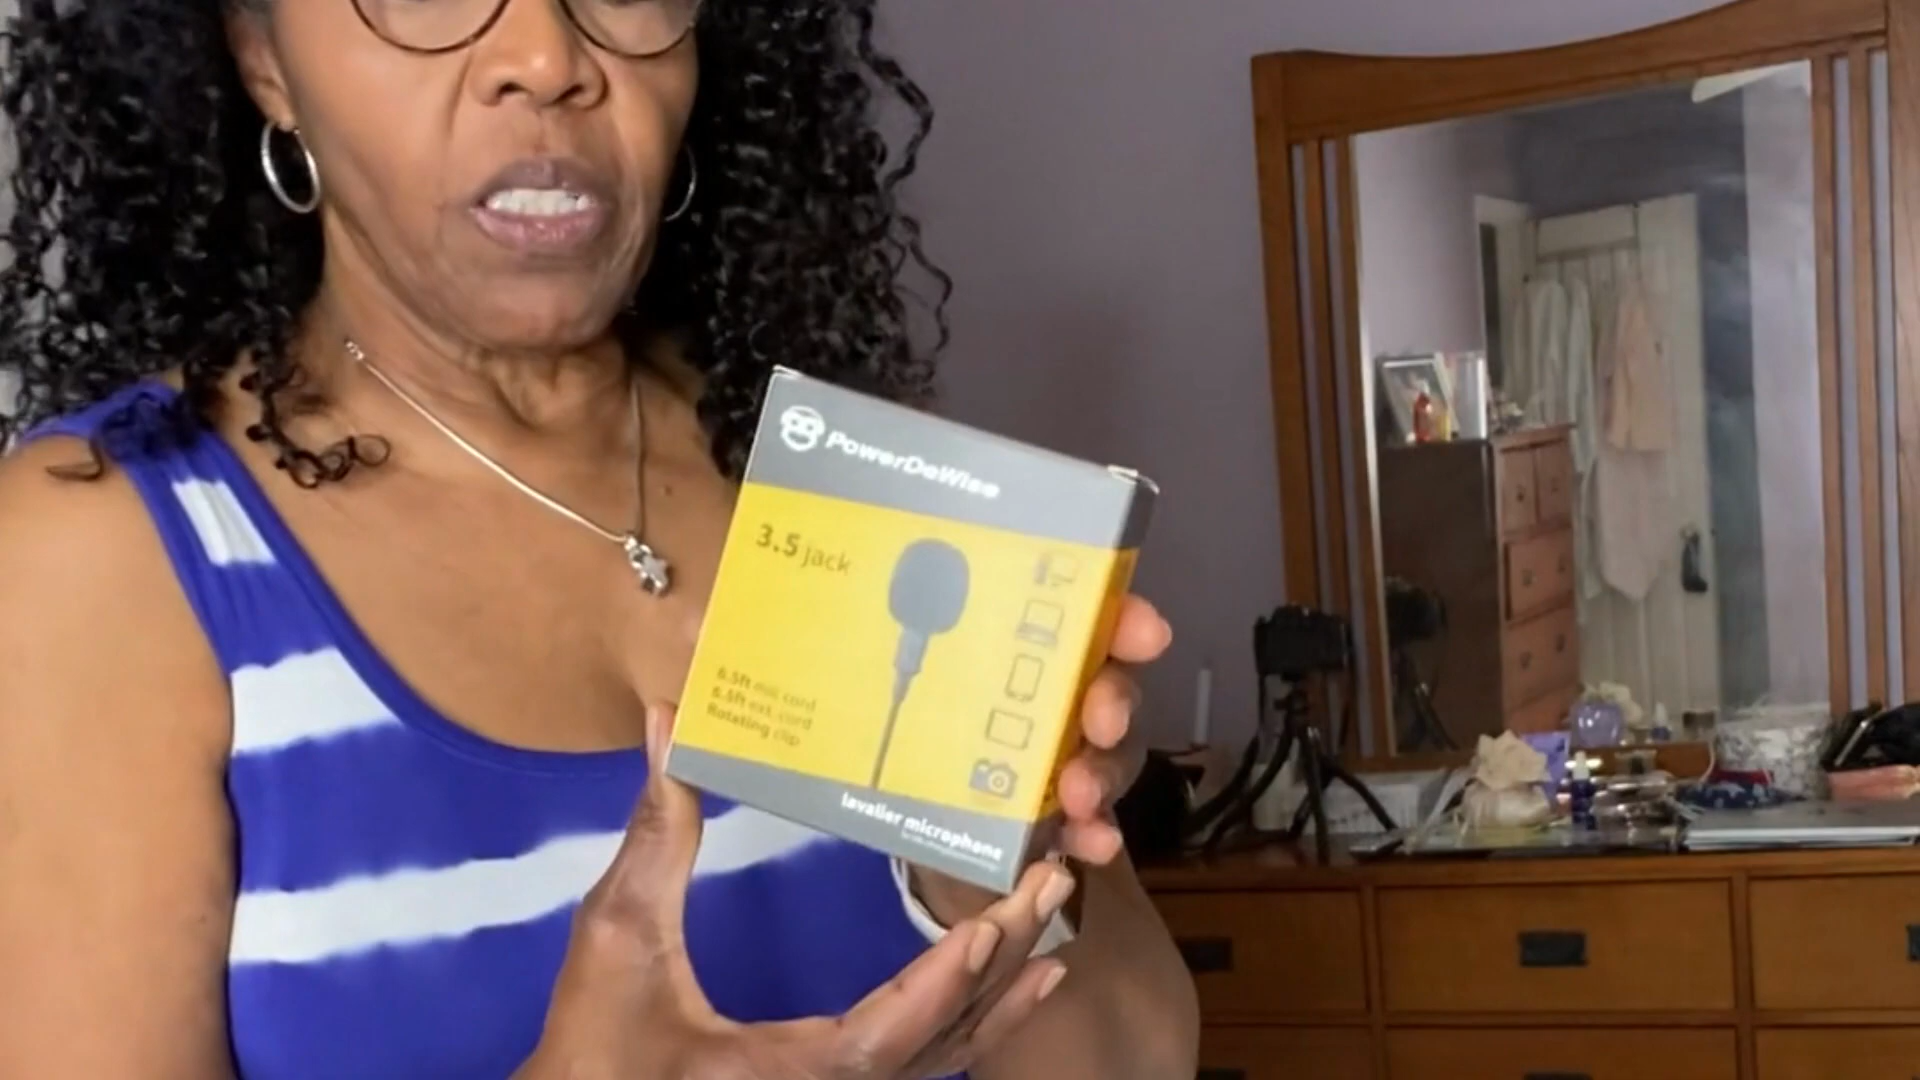 PowerDeWise
3.5 jack
6.5ft mic cord
6.5ft ext. cord
Rotating clip
lavalier microphone